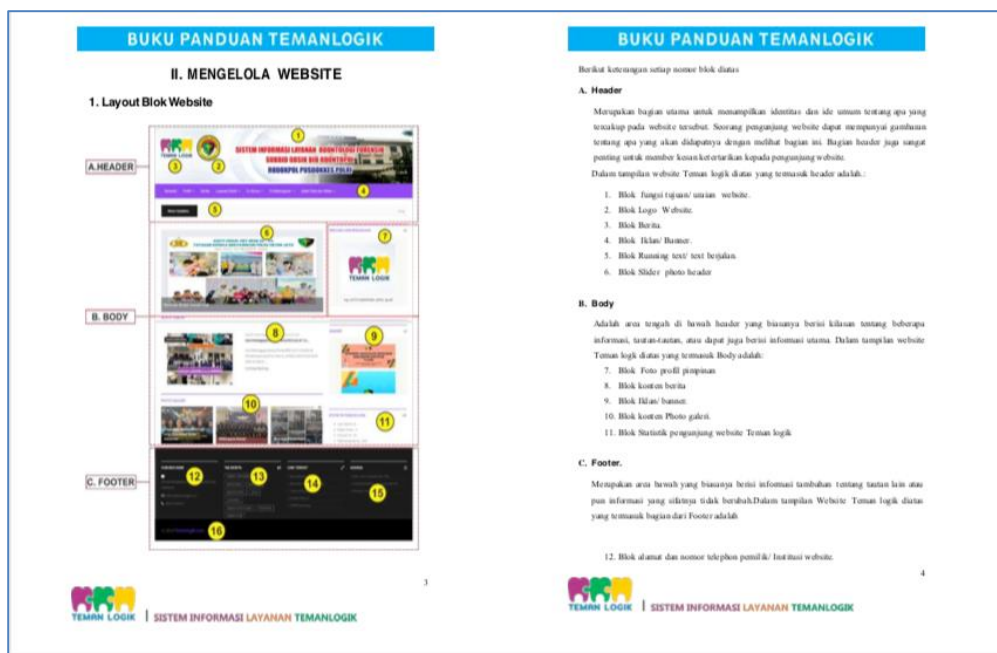 BUKU PANDUAN TEMANLOGIK
II. MENGELOLA WEBSITE
1. Layout Blok Website
A.HEADER
B. BODY
C. FOOTER
TEMAN LOGIK
SISTEM INFORMASI LAYANAN ODONTOLOGI FORENSIK
SUBBID DOKSIK BID
POLRI
1
2
3
4
5
6
7
TEMAN LOGIK
8
9
10
11
12
13
14
15
16
3
TEMAN LOGIK
SISTEM INFORMASI LAYANAN TEMANLOGIK
BUKU PANDUAN TEMANLOGIK
Berikut keterangan setiap nomor blok diatas
A. Header
Merupakan bagian utama untuk menampilkan identitas dan ide umum tentang apa yang
tercakup pada website tersebut. Seorang pengunjung website dapat mempunyai gambaran
tentang apa yang akan didapatnya dengan melihat bagian ini. Bagian header juga sangat
penting untuk member kesan ketertarikan kepada pengunjung website.
Dalam tampilan website Teman logik diatas yang termasuk header adalah.:
1. Blok fungsi tujuan/ uraian website.
2. Blok Logo Website.
3. Blok Berita.
4. Blok Iklan/ Banner.
5. Blok Running text/ text berjalan.
6. Blok Slider photo header
B. Body
Adalah area tengah di bawah header yang biasanya berisi kilasan tentang beberapa
informasi, tautan-tautan, atau dapat juga berisi informasi utama. Dalam tampilan website
Teman logk diatas yang termasuk Body adalah:
7. Blok Foto profil pimpinan
8. Blok konten berita
9. Blok Iklan/ banner.
10. Blok konten Photo galeri.
11. Blok Statistik pengunjung website Teman logik
C. Footer.
Merupakan area bawah yang biasanya berisi informasi tambahan tentang tautan lain atau
pun informasi yang sifatnya tidak berubah.Dalam tampilan Website Teman logik diatas
yang termasuk bagian dari Footer adalah
12. Blok alamat dan nomor telephon pemilik/ Institusi website.
4
TEMAN LOGIK
SISTEM INFORMASI LAYANAN TEMANLOGIK